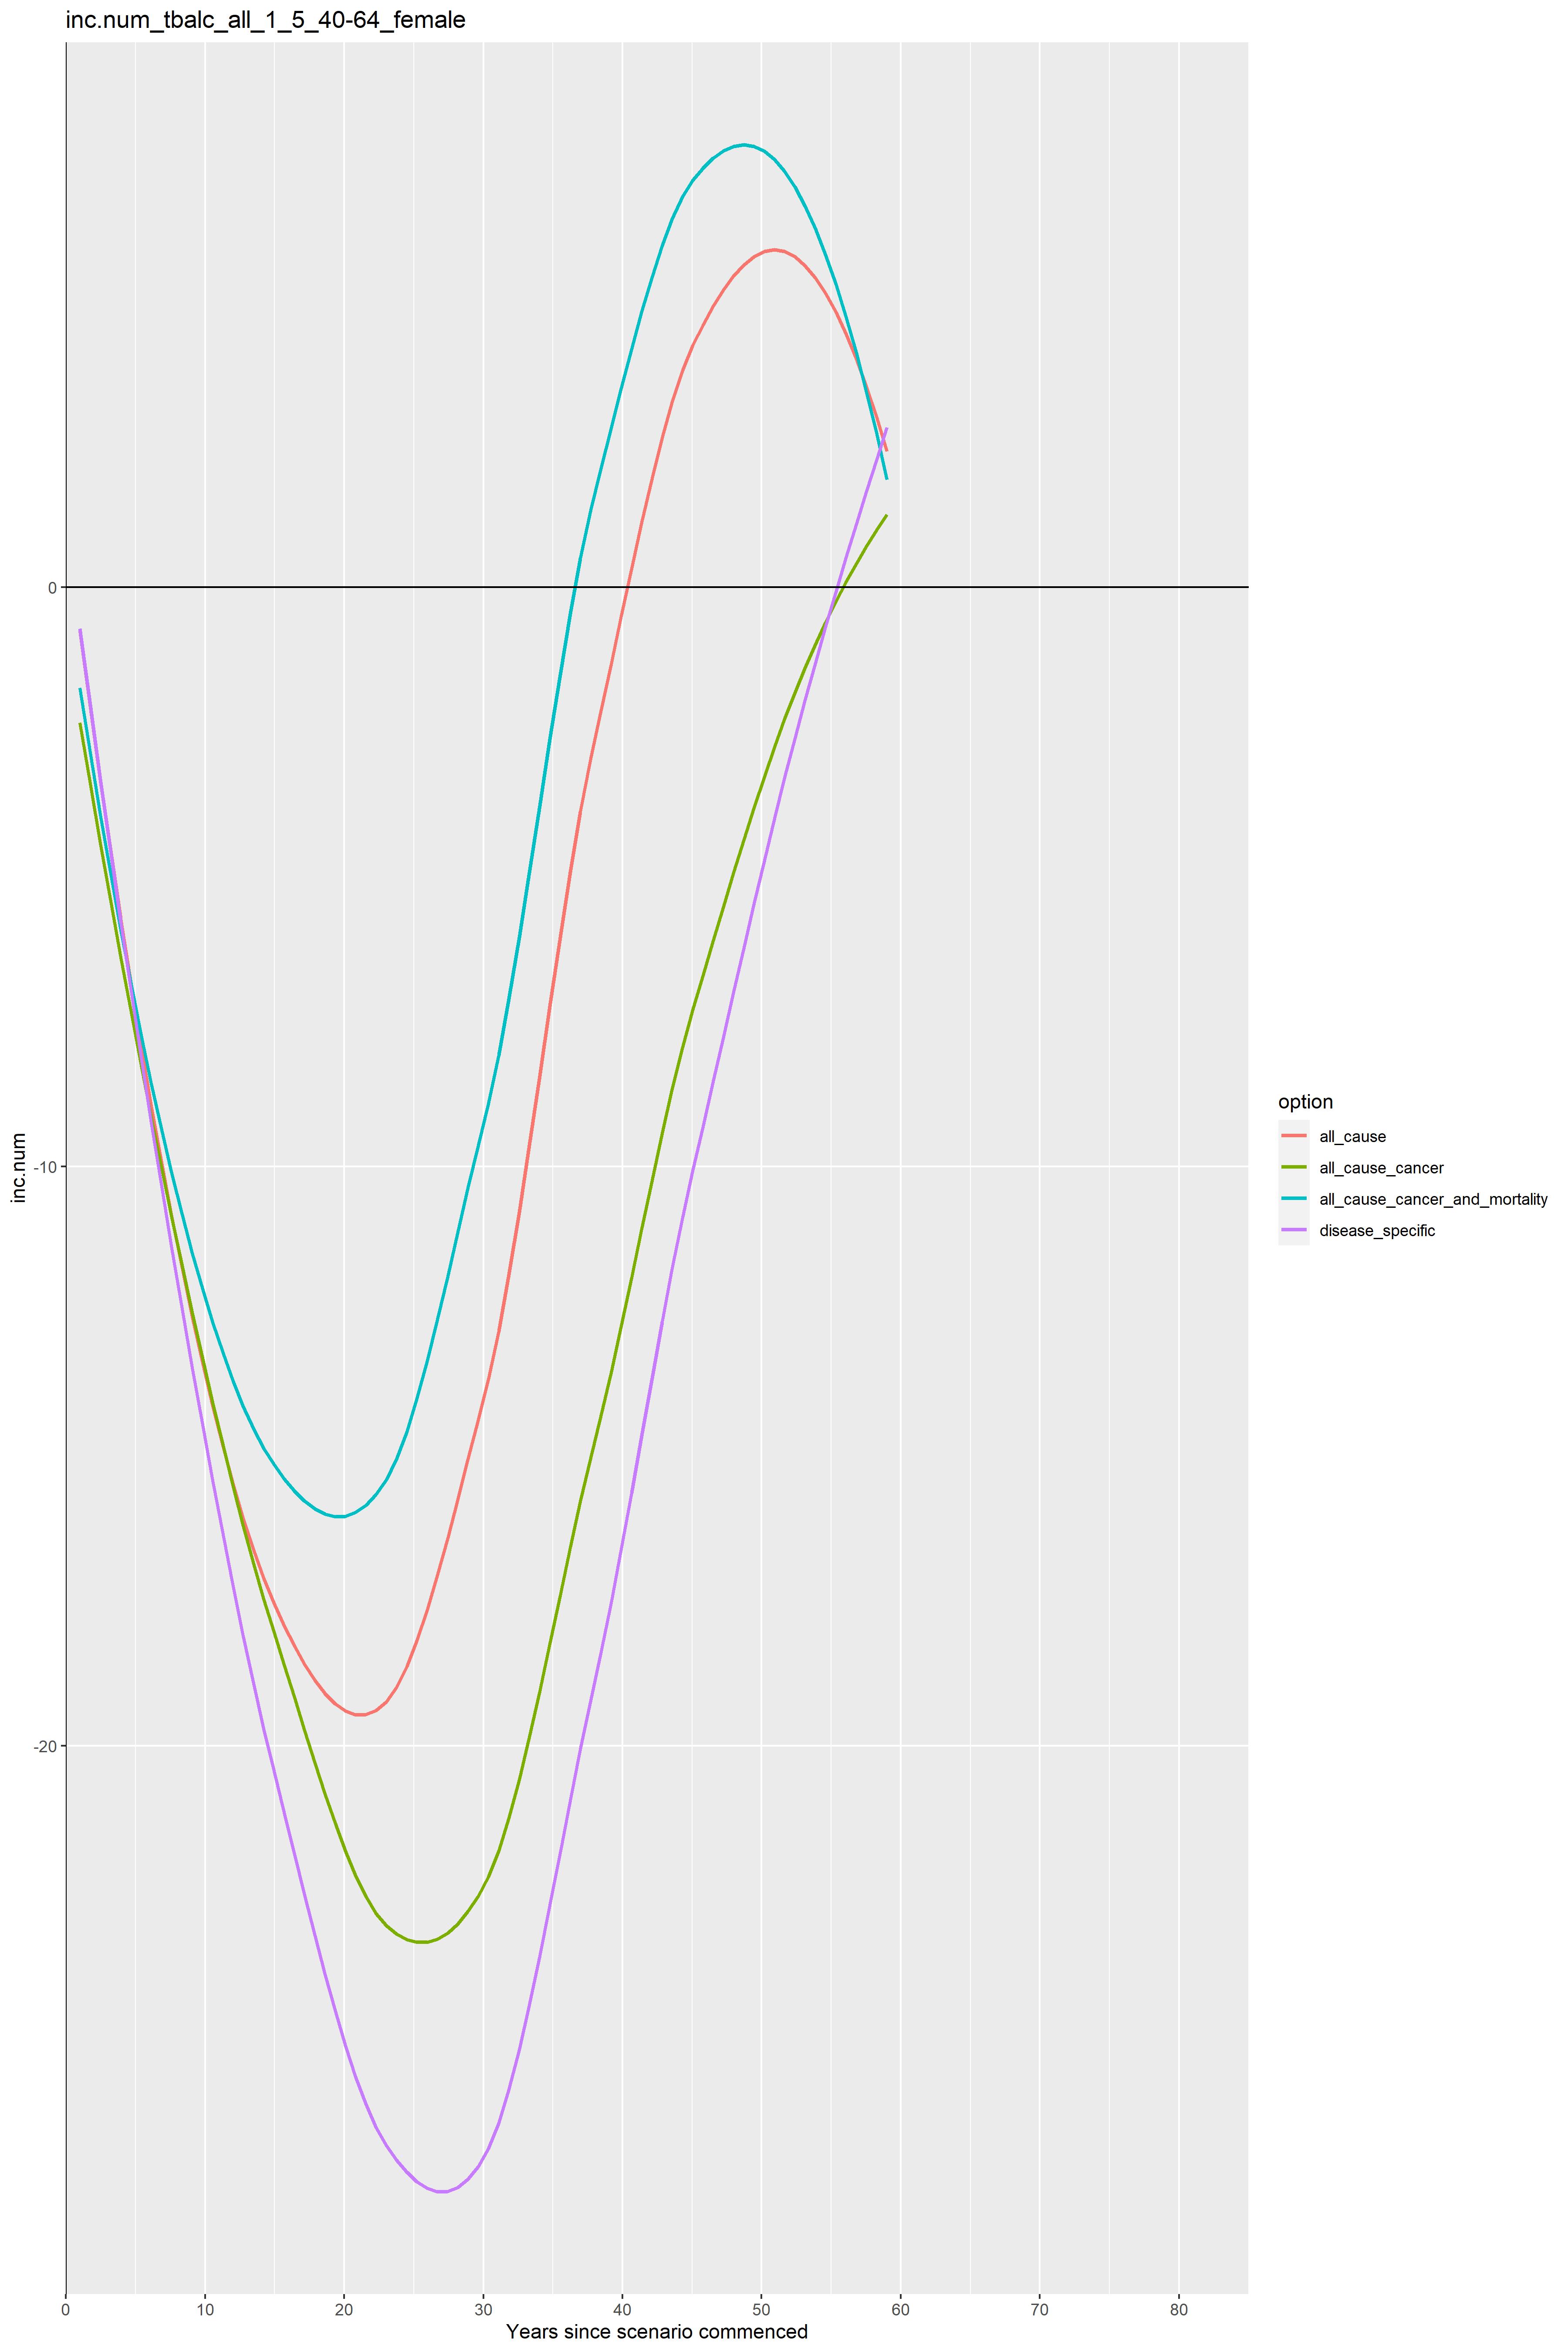 inc.num_tbalc_all_1_5_40-64_female
inc.num
0
-10
-20
0 10 20 30 40 50 60 70 80
Years since scenario commenced
option
all_cause
all_cause_cancer
all_cause_cancer_and_mortality
disease_specific